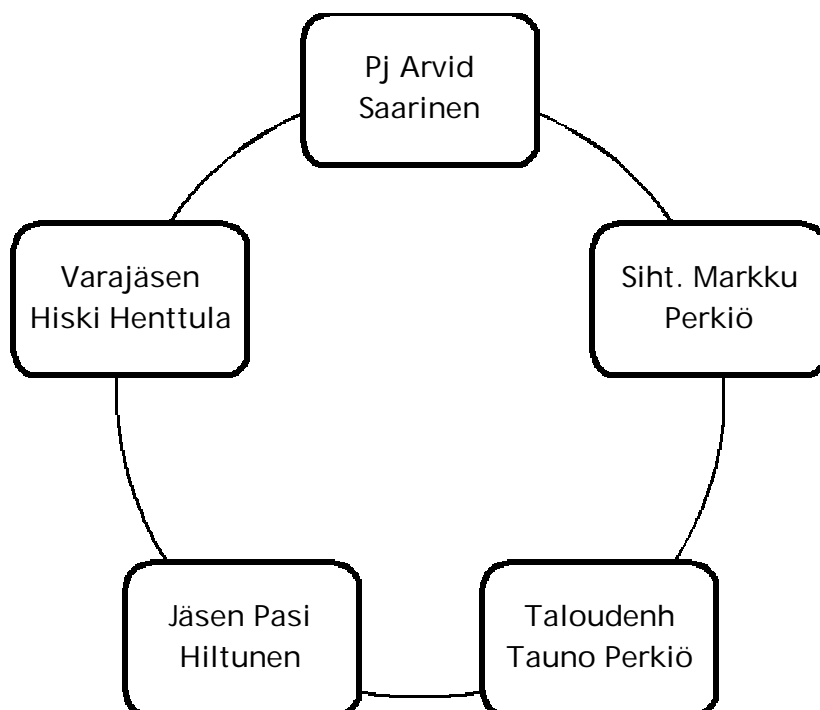 Pj Arvid
Saarinen
Siht. Markku
Perkiö
Taloudenh
Tauno Perkiö
Jäsen Pasi
Hiltunen
Varajäsen
Hiski Henttula